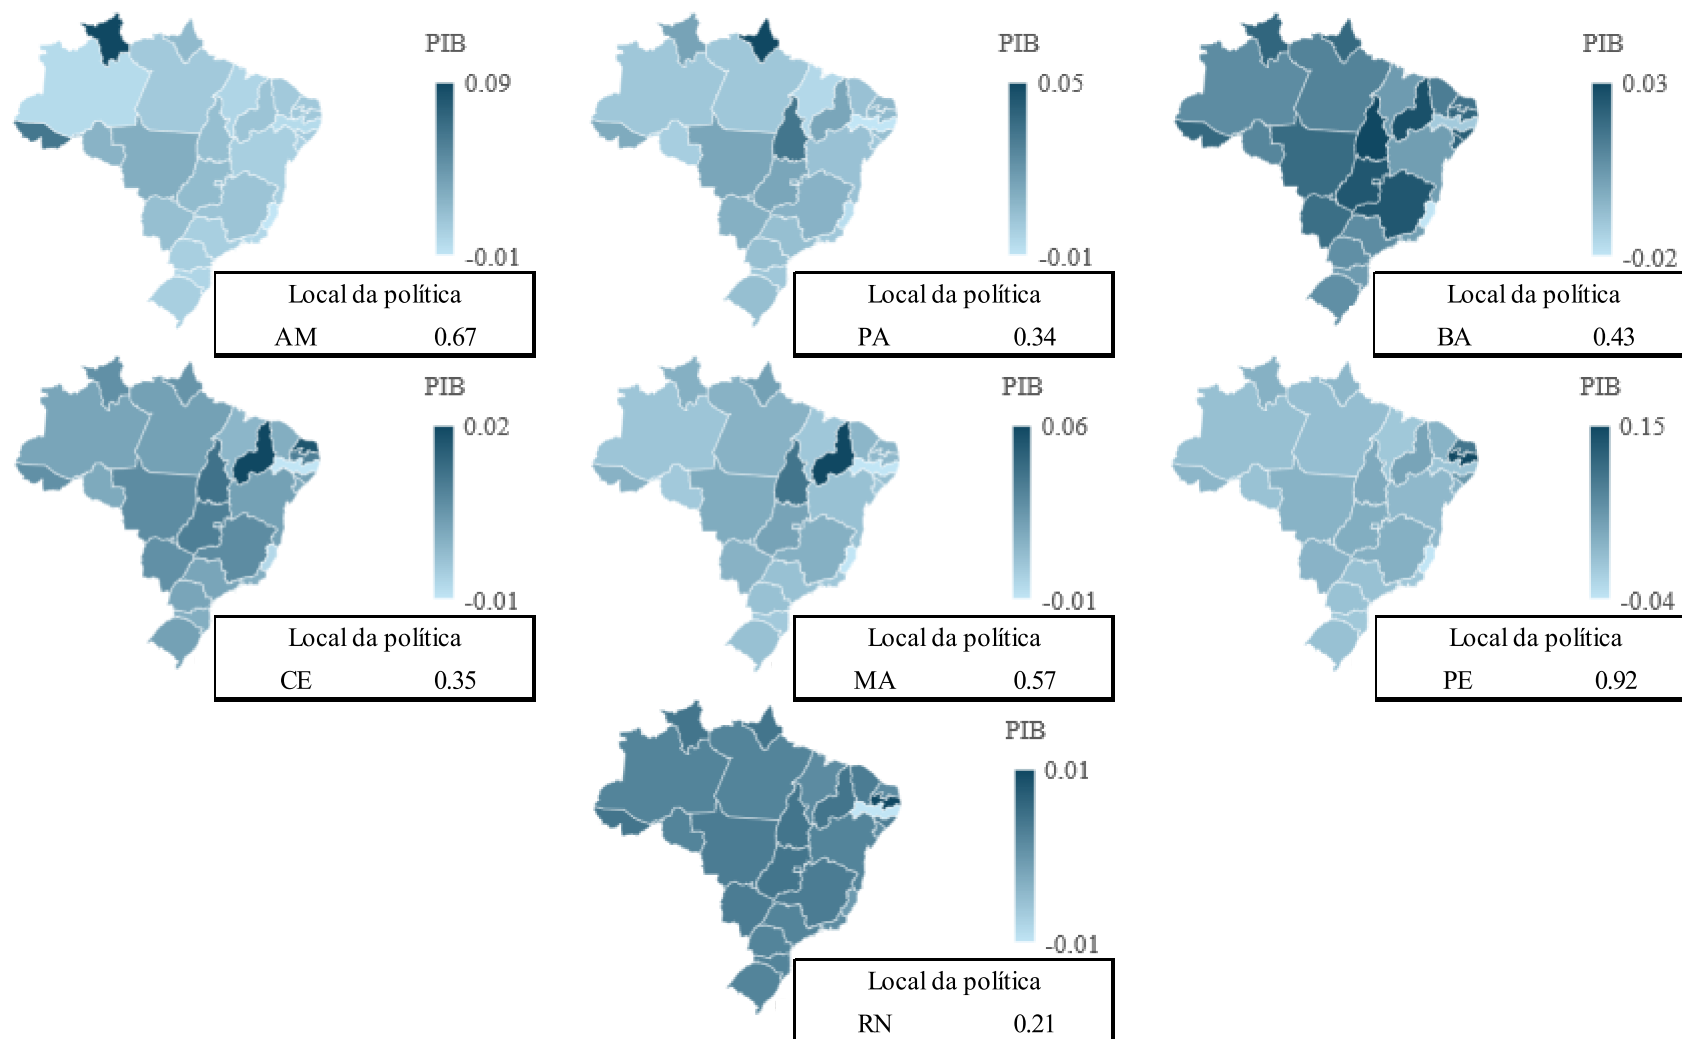 PIB
0.09
-0.01
Local da política
AM 0.67
PIB
0.05
-0.01
Local da política
PA 0.34
PIB
0.03
-0.02
Local da política
BA 0.43
PIB
0.02
-0.01
Local da política
CE 0.35
PIB
0.06
-0.01
Local da política
MA 0.57
PIB
0.15
-0.04
Local da política
PE 0.92
PIB
0.01
-0.01
Local da política
RN 0.21